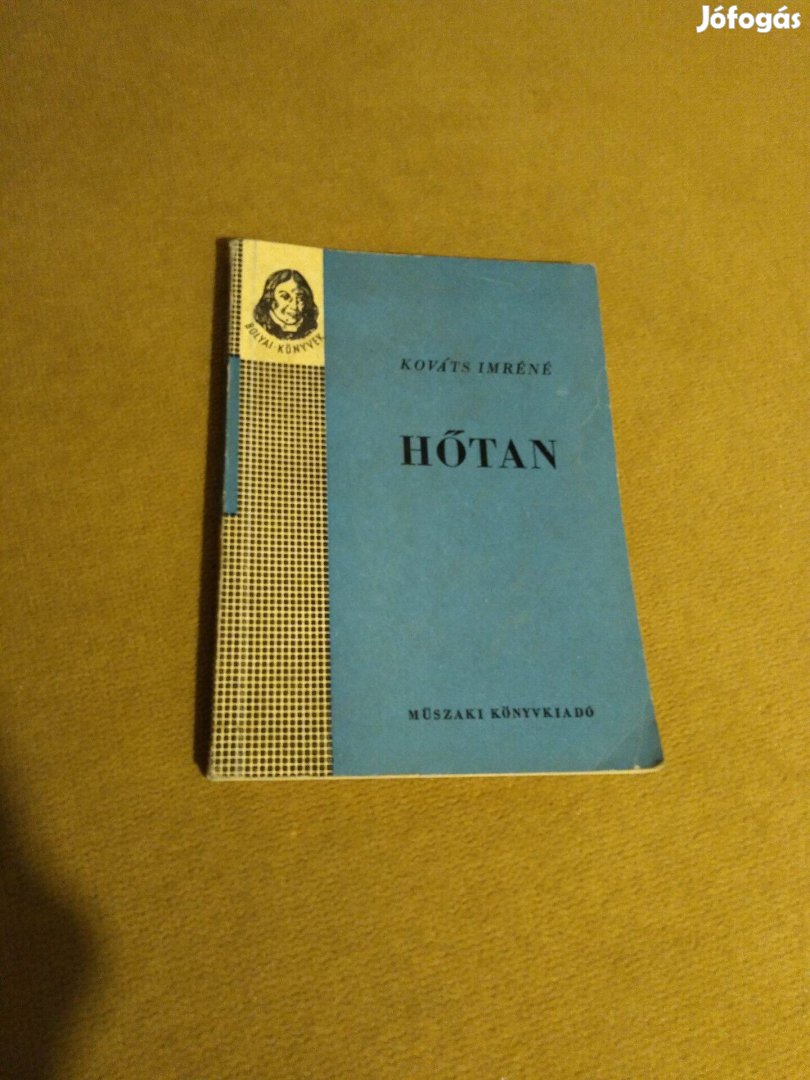 Jófogás
BOLYAI-KÖNYVEK
KOVÁTS IMRÉNÉ
HŐTAN
MŰSZAKI KÖNYVKIADÓ